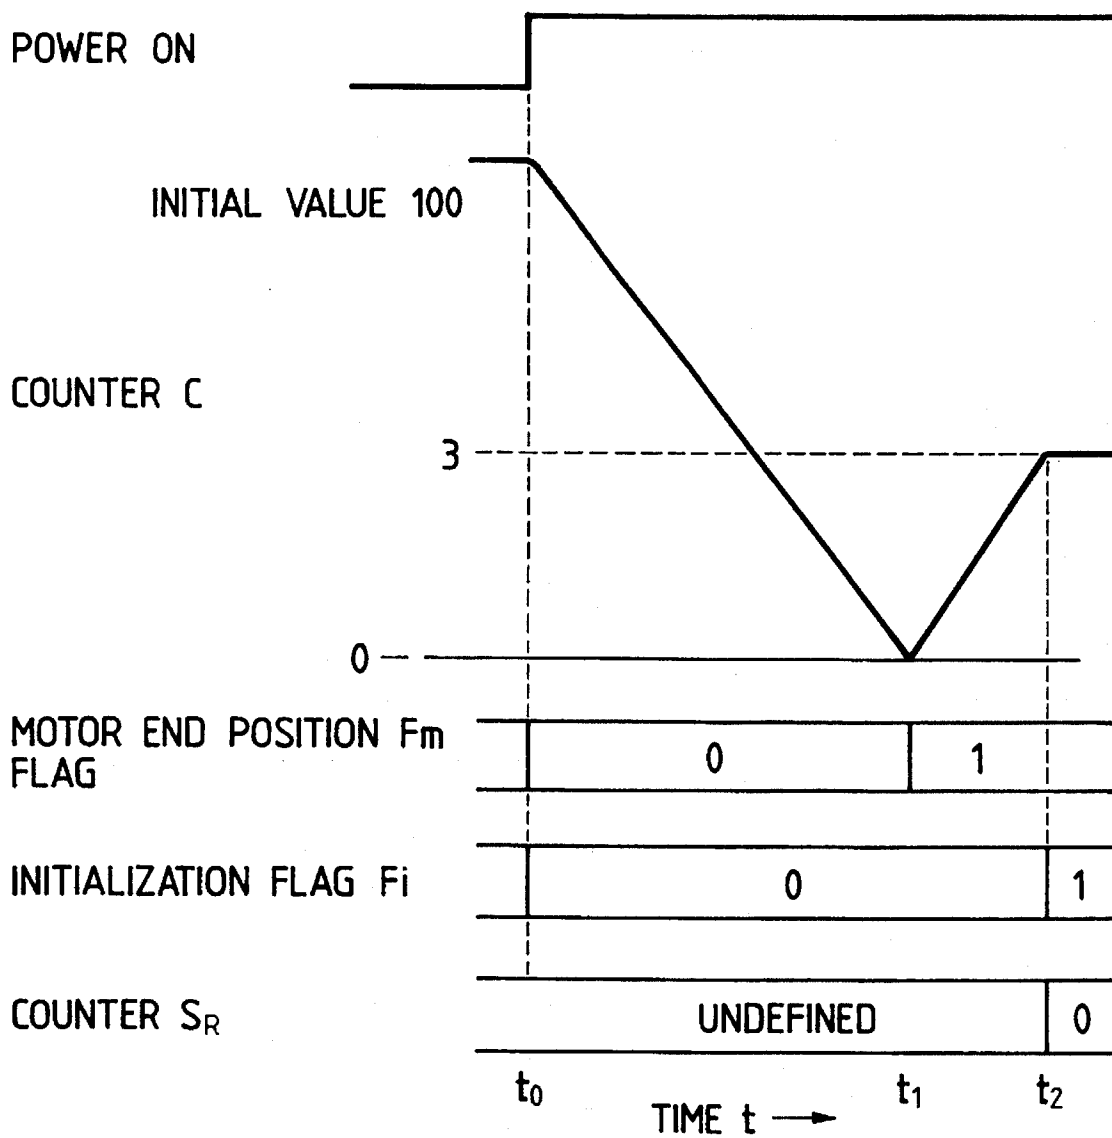 POWER ON
INITIAL VALUE 100
COUNTER C
3
0
MOTOR END POSITION Fm
FLAG
0 1
INITIALIZATION FLAG Fi
0 1
COUNTER SR
UNDEFINED 0
t0 t1 t2
TIME t